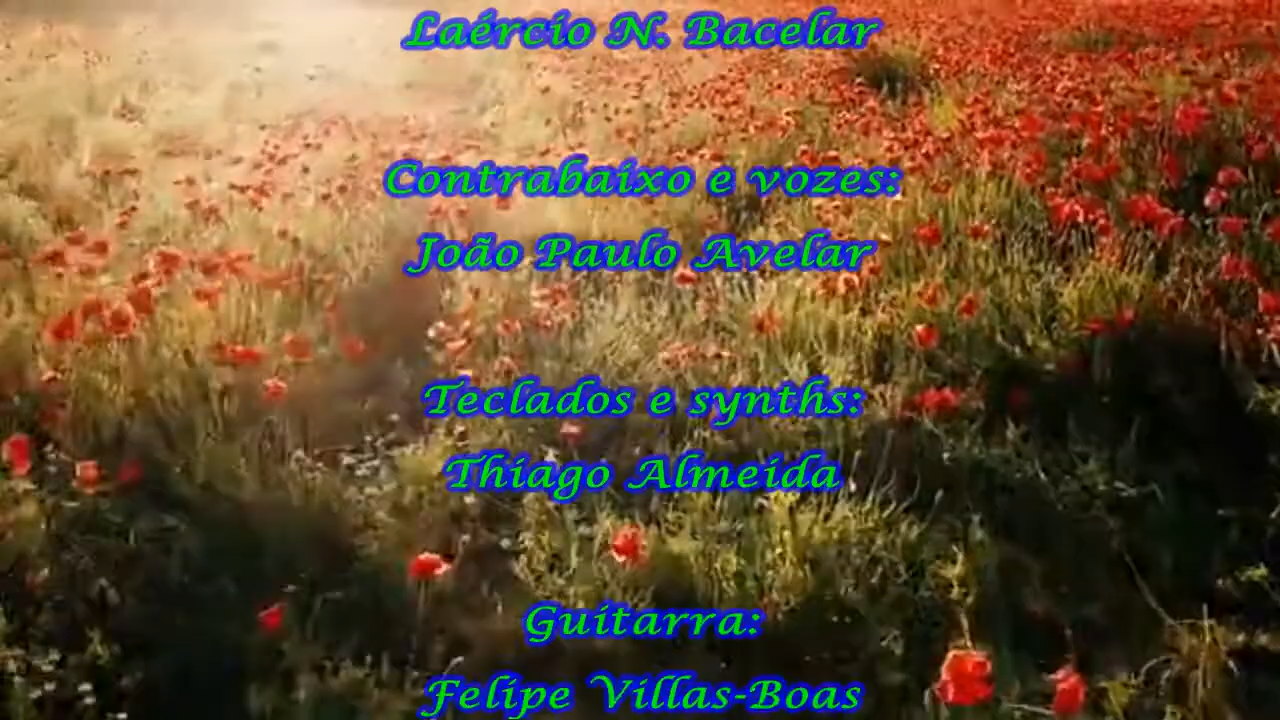 Laércio N. Bacelar
Contrabaixo e vozes:
João Paulo Avelar
Teclados e synths:
Thiago Almeida
Guitarra:
Felipe Villas-Boas